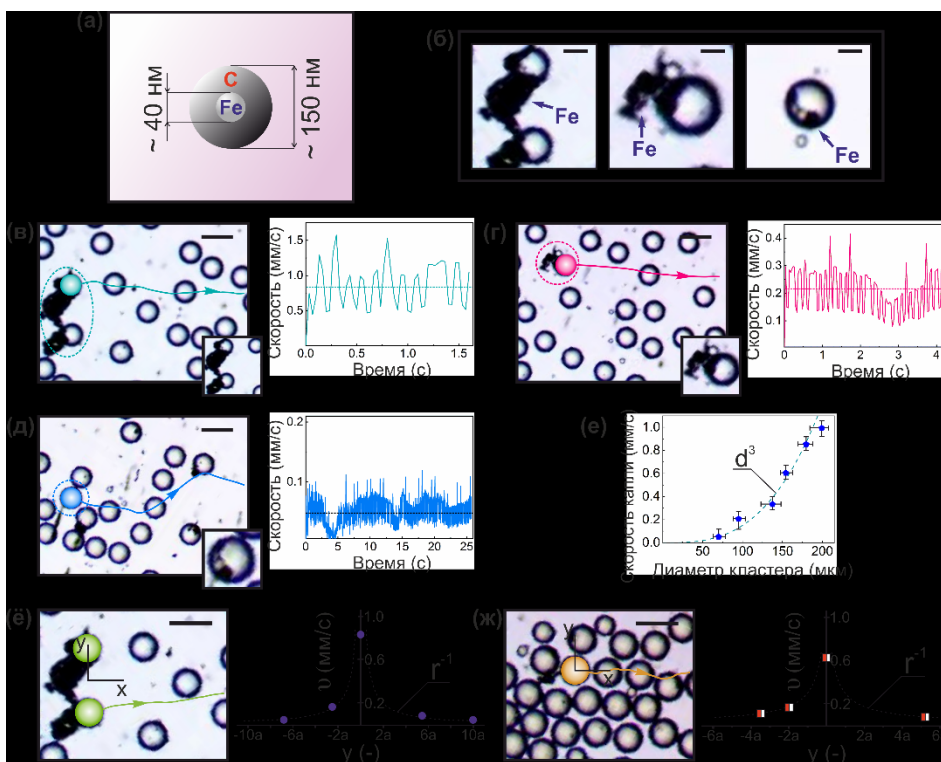 (а)
~ 40 нм
C
Fe
~ 150 нм
(б)
Fe
Fe
Fe
(в)
Скорость (мм/с)
1.5
1.0
0.5
0.0
0.0 0.5 1.0 1.5
Время (с)
(г)
Скорость (мм/с)
0.4
0.3
0.2
0.1
0 1 2 3 4
Время (с)
(д)
Скорость (мм/с)
0.2
0.1
0 5 10 15 20 25
Время (с)
(е)
Скорость капли (мм/с)
1.0
0.8
0.6
0.4
0.2
0.0
d³
50 100 150 200
Диаметр кластера (мкм)
(ё)
y
x
υ (мм/с)
1.0
0.6
0.2
r⁻¹
-10a -6a -2a 2a 6a 10a
y (-)
(ж)
y
x
υ (мм/с)
1.0
0.6
0.2
r⁻¹
-4a -2a 0 2a 4a 6
y (-)